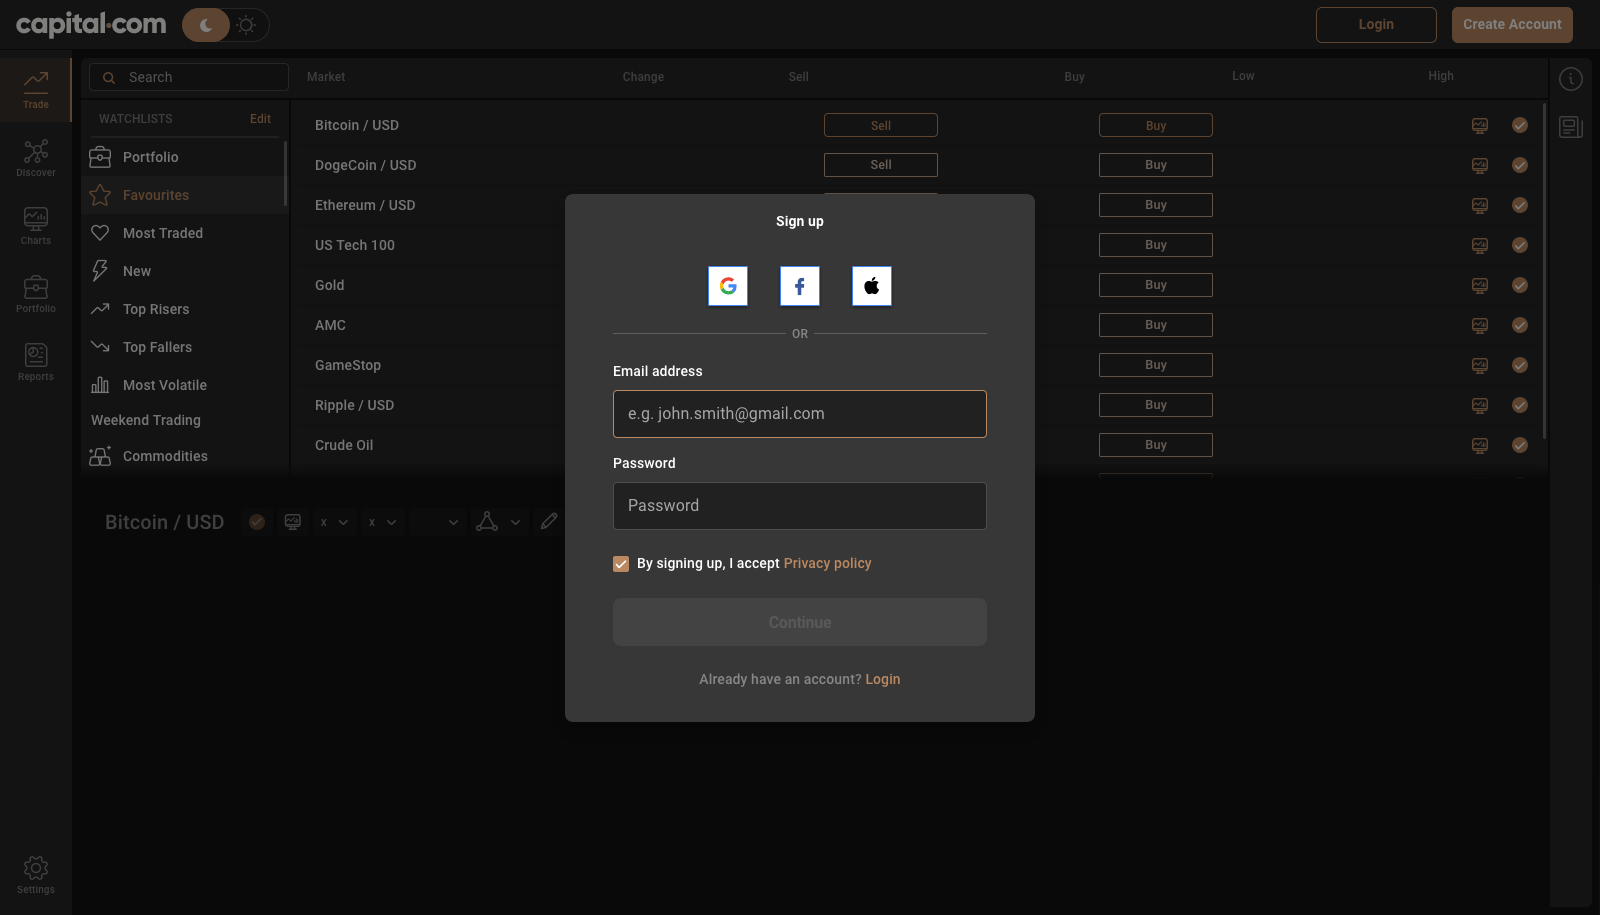 capital.com
Login
Create Account
Trade
Discover
Charts
Portfolio
Reports
Settings
Search
WATCHLISTS Edit
Portfolio
Favourites
Most Traded
New
Top Risers
Top Fallers
Most Volatile
Weekend Trading
Commodities
Market Change Sell Buy Low High
Bitcoin / USD Sell Buy
DogeCoin / USD Sell Buy
Ethereum / USD Buy
US Tech 100 Buy
Gold Buy
AMC Buy
GameStop Buy
Ripple / USD Buy
Crude Oil Buy
Bitcoin / USD x x
Sign up
OR
Email address
e.g. john.smith@gmail.com
Password
Password
By signing up, I accept Privacy policy
Continue
Already have an account? Login